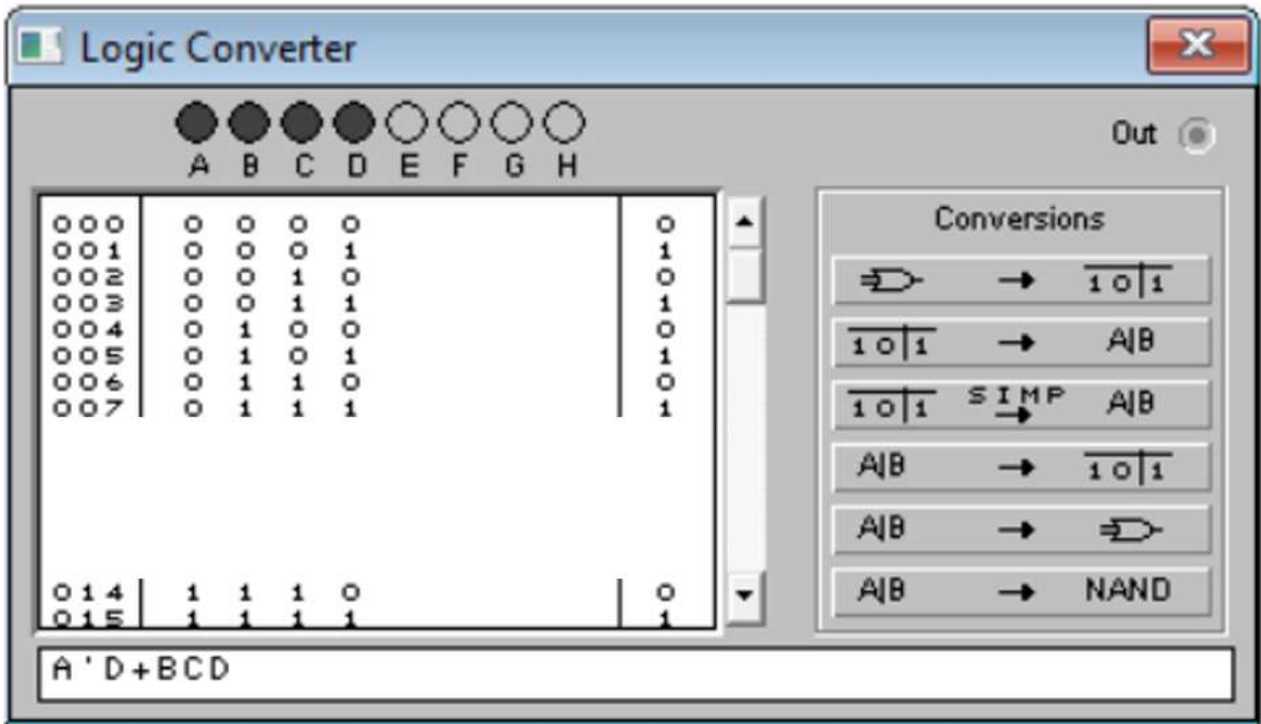 Logic Converter
A B C D E F G H
Out
000 0 0 0 0 0
001 0 0 0 1 1
002 0 0 1 0 0
003 0 0 1 1 1
004 0 1 0 0 0
005 0 1 0 1 1
006 0 1 1 0 0
007 0 1 1 1 1
014 1 1 1 0 0
015 1 1 1 1 1
Conversions
→ 1 0|1
1 0|1 → A|B
1 0|1 SIMP → A|B
A|B → 1 0|1
A|B →
A|B → NAND
A'D+BCD